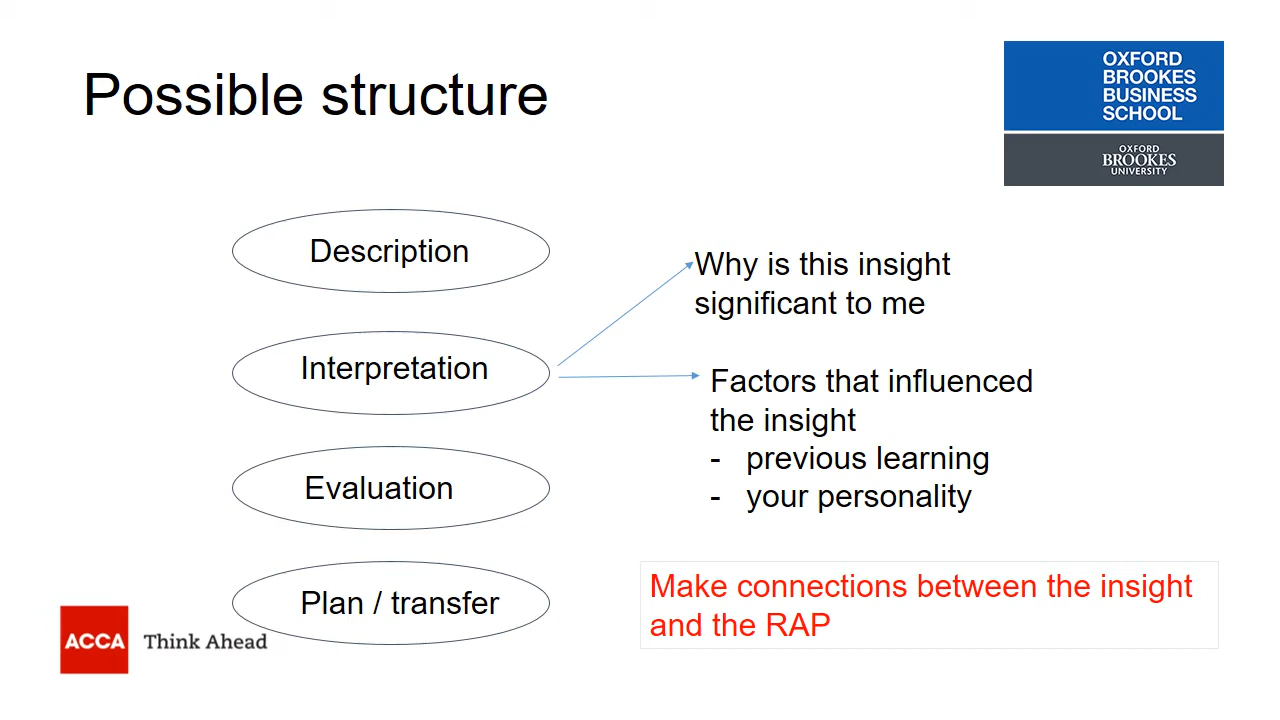 Possible structure
OXFORD
BROOKES
BUSINESS
SCHOOL
OXFORD
BROOKES
UNIVERSITY
Description
Interpretation
Evaluation
Plan / transfer
Why is this insight
significant to me
Factors that influenced
the insight
- previous learning
- your personality
Make connections between the insight
and the RAP
ACCA Think Ahead